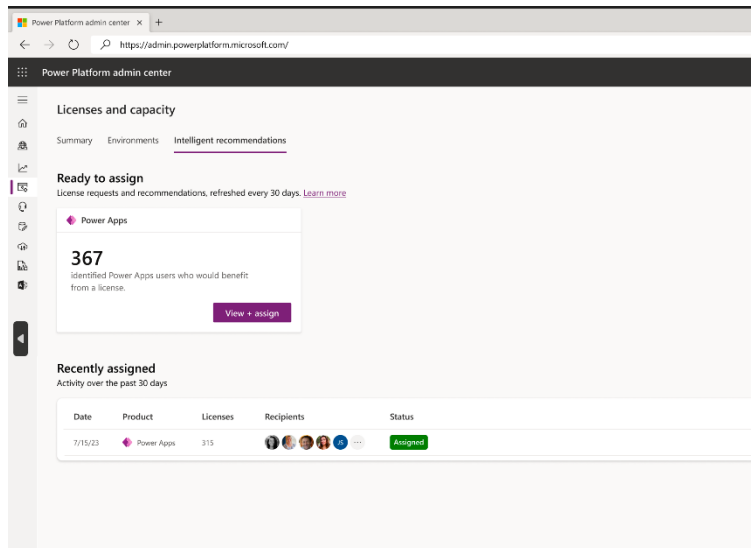 Power Platform admin center
https://admin.powerplatform.microsoft.com/
Power Platform admin center
Licenses and capacity
Summary Environments Intelligent recommendations
Ready to assign
License requests and recommendations, refreshed every 30 days. Learn more
Power Apps
367
identified Power Apps users who would benefit
from a license.
View + assign
Recently assigned
Activity over the past 30 days
Date Product Licenses Recipients Status
7/15/23 Power Apps 315 JS ... Assigned